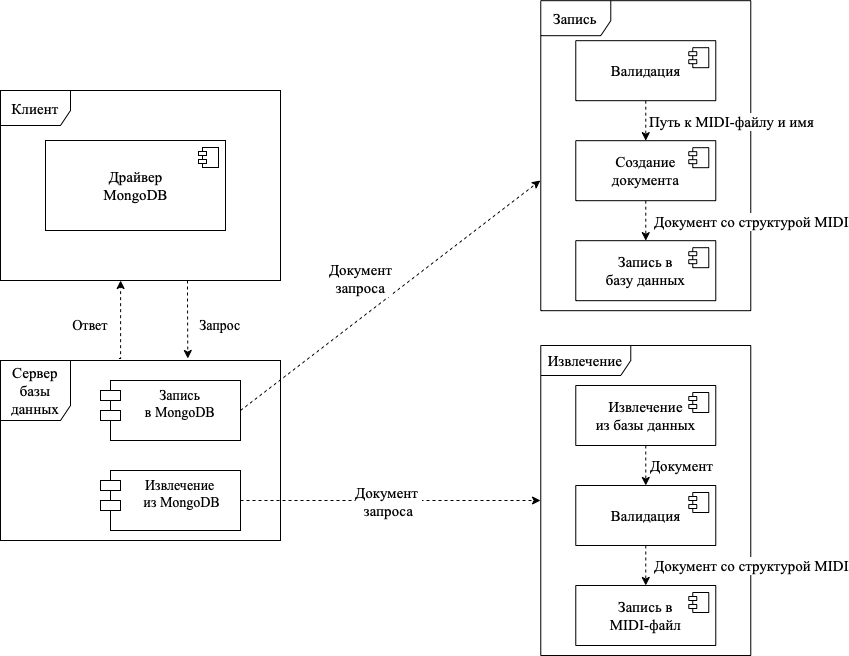 Клиент
Драйвер
MongoDB
Ответ
Запрос
Сервер
базы
данных
Запись
в MongoDB
Извлечение
из MongoDB
Документ
запроса
Документ
запроса
Запись
Валидация
Путь к MIDI-файлу и имя
Создание
документа
Документ со структурой MIDI
Запись в
базу данных
Извлечение
Извлечение
из базы данных
Документ
Валидация
Документ со структурой MIDI
Запись в
MIDI-файл